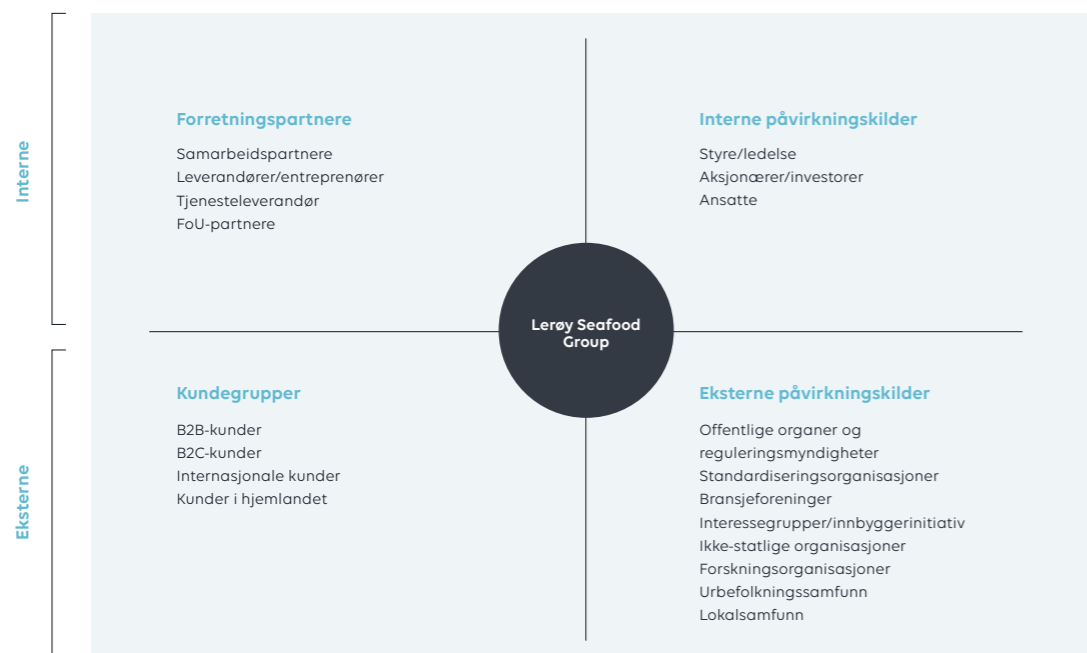 Interne
Forretningspartnere
Samarbeidspartnere
Leverandører/entreprenører
Tjenesteleverandør
FoU-partnere
Interne påvirkningskilder
Styre/ledelse
Aksjonærer/investorer
Ansatte
Lerøy Seafood
Group
Eksterne
Kundegrupper
B2B-kunder
B2C-kunder
Internasjonale kunder
Kunder i hjemlandet
Eksterne påvirkningskilder
Offentlige organer og
reguleringsmyndigheter
Standardiseringsorganisasjoner
Bransjeforeninger
Interessegrupper/innbyggerinitiativ
Ikke-statlige organisasjoner
Forskningsorganisasjoner
Urbefolkningssamfunn
Lokalsamfunn